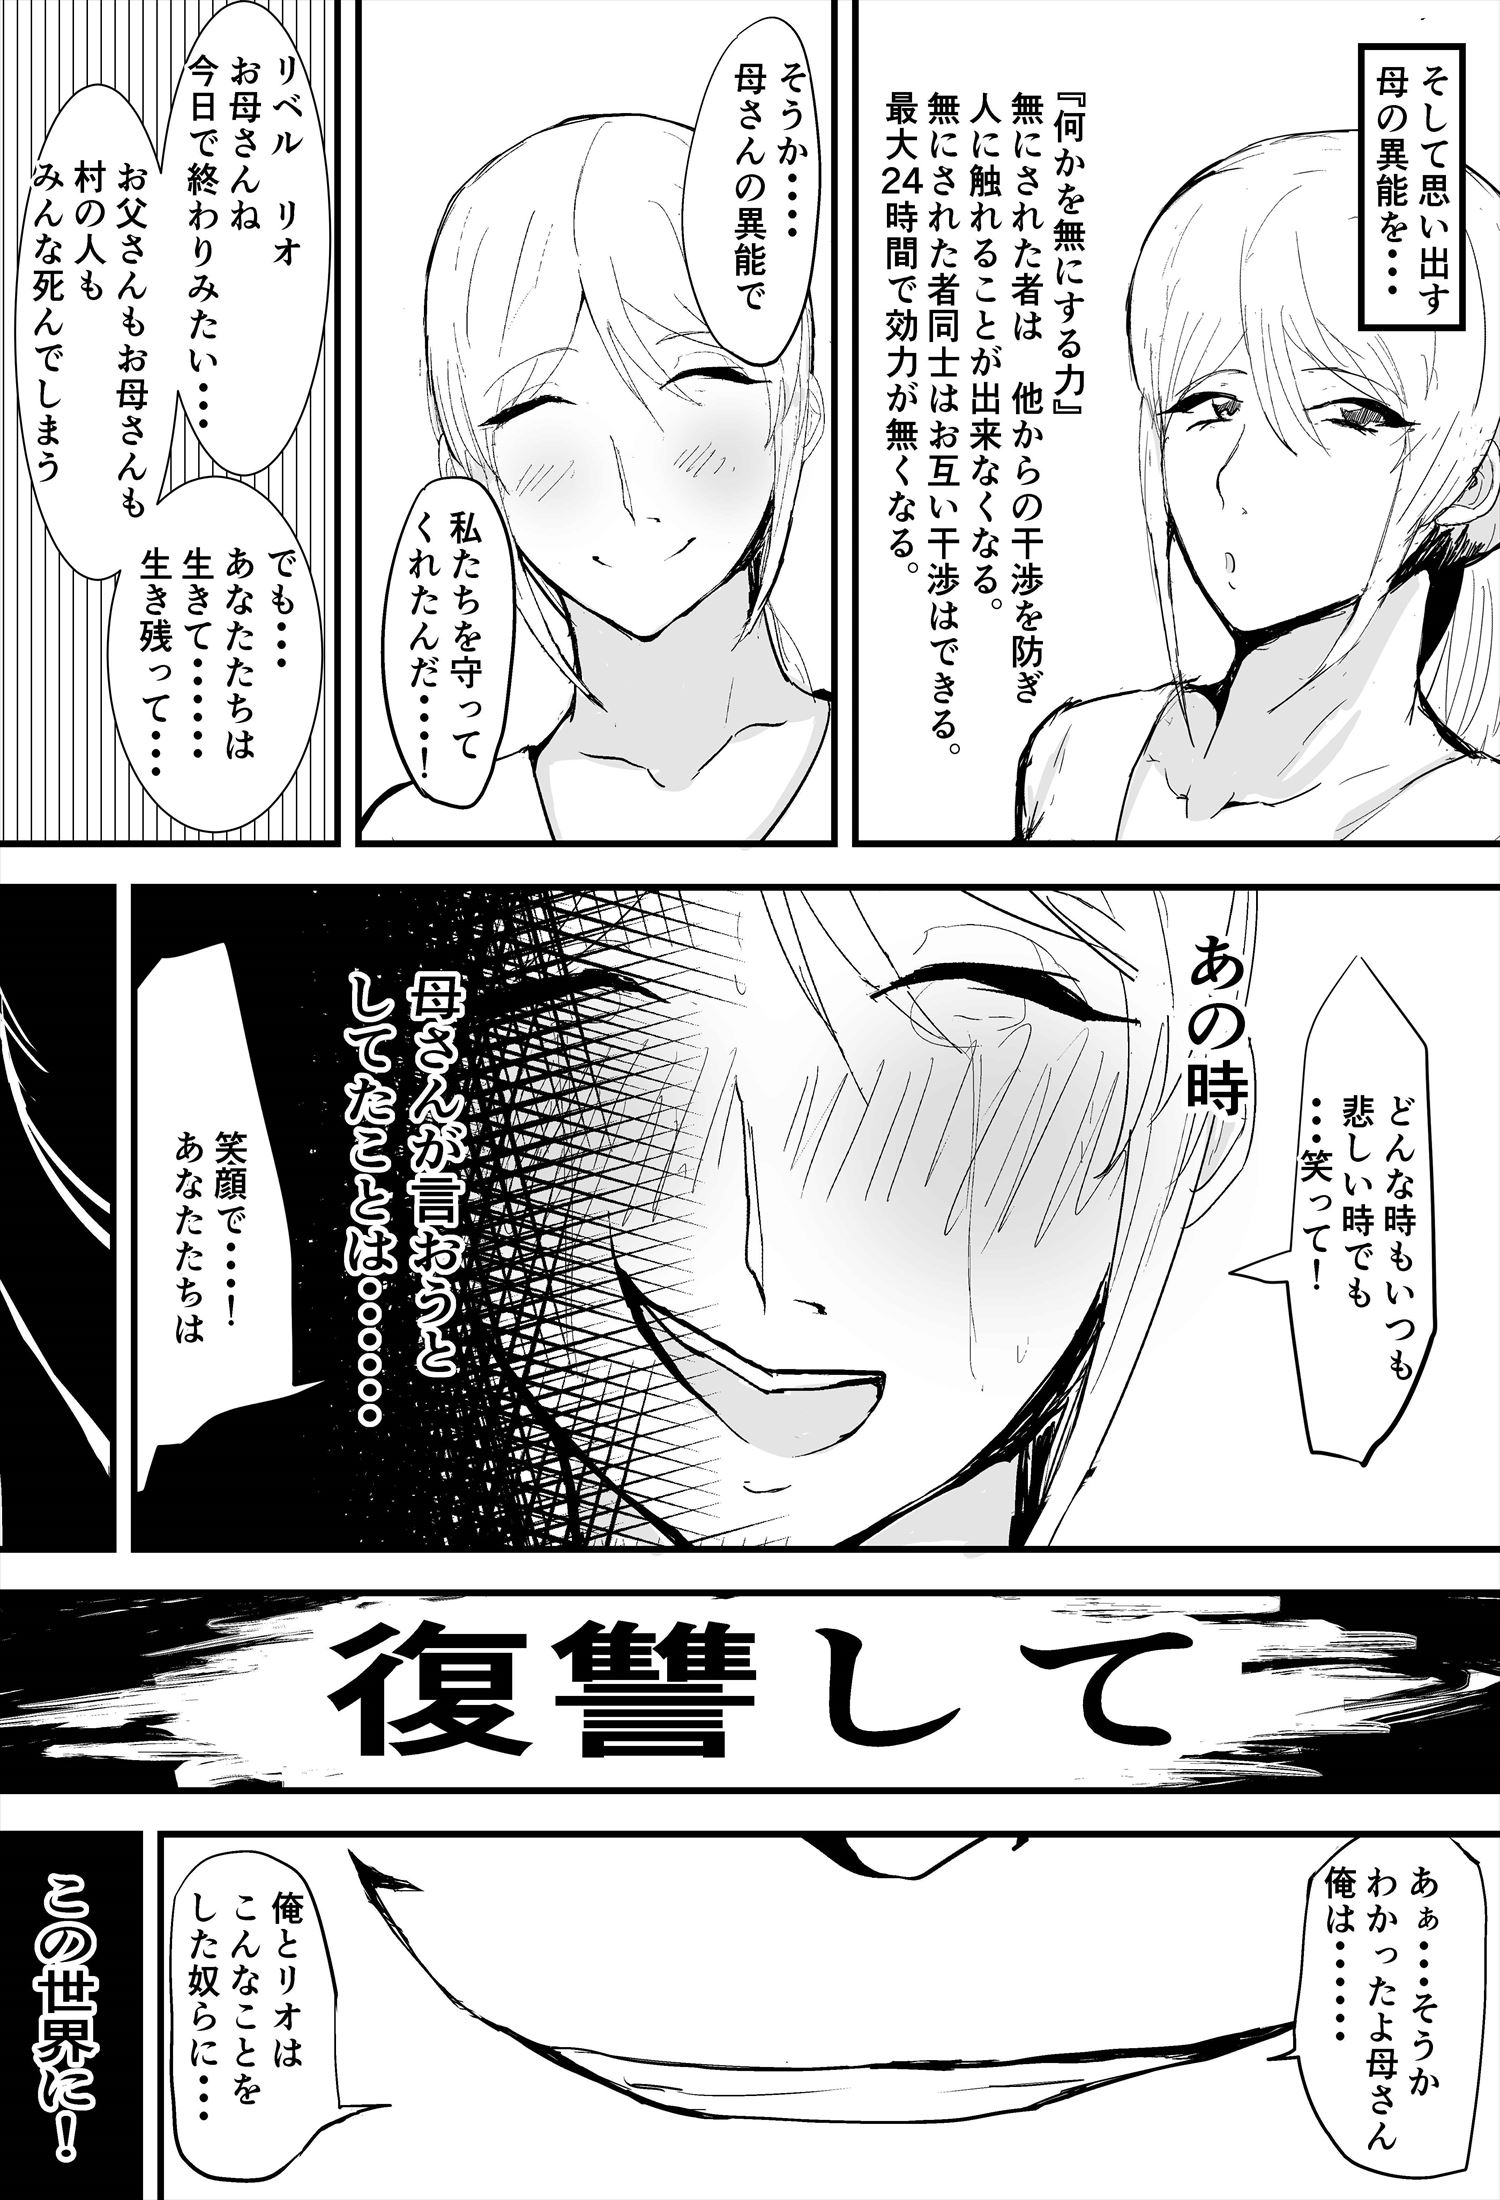 そして思い出す
母の異能を・・・
『何かを無にする力』
無にされた者は 他からの干渉を防ぎ
人に触れることが出来なくなる。
無にされた者同士はお互い干渉はできる。
最大24時間で効力が無くなる。
そうか・・・・
母さんの異能で
私たちを守って
くれたんだ・・・・!
リベル リオ
お母さんね
今日で終わりみたい・・・
お父さんもお母さんも
村の人も
みんな死んでしまう
でも・・・
あなたたちは
生きて・・・・・・
生き残って・・・
どんな時もいつも
悲しい時でも
・・・笑って!
あの時
母さんが言おうと
してたことは・・・・・・・
笑顔で・・・・!
あなたたちは
復讐して
あぁ・・・・そうか
わかったよ母さん
俺は・・・・・・
俺とリオは
こんなことを
した奴らに・・・
この世界に!